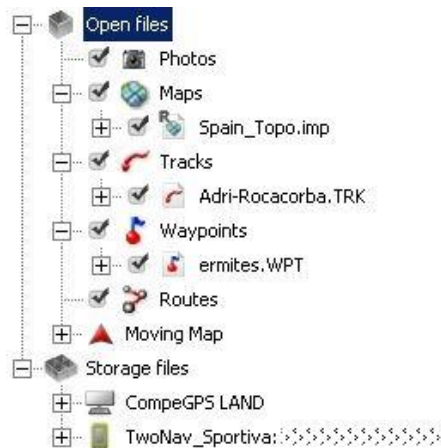 Open files
Photos
Maps
Spain_Topo.imp
Tracks
Adri-Rocacorba.TRK
Waypoints
ermites.WPT
Routes
Moving Map
Storage files
CompeGPS LAND
TwoNav_Sportiva: